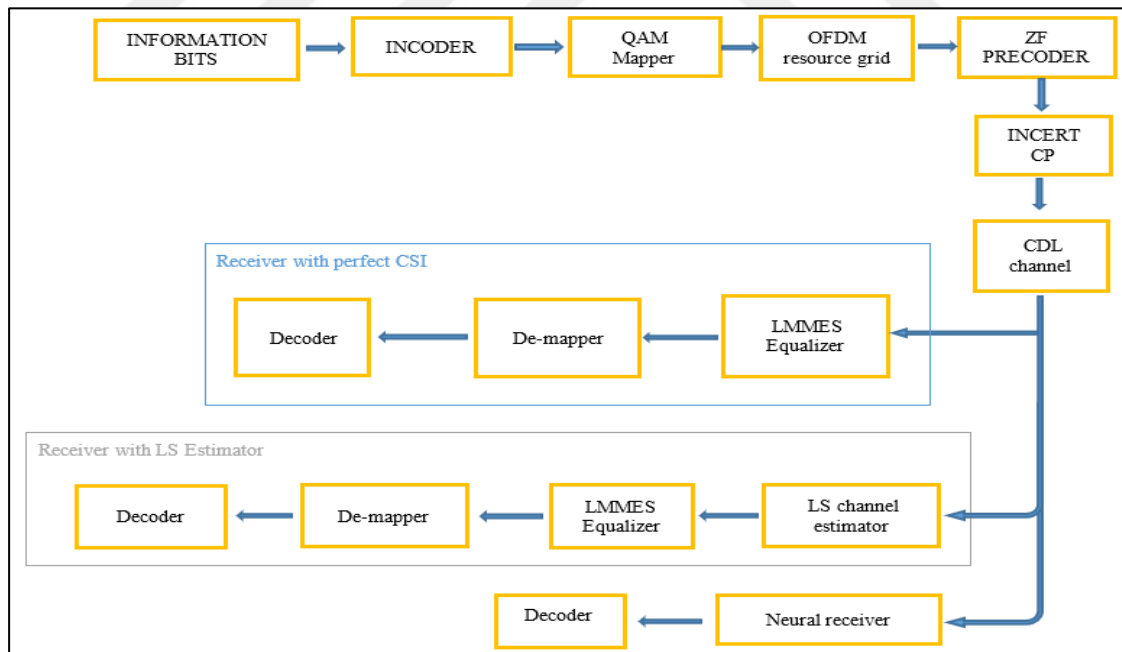 INFORMATION
BITS
INCODER
QAM
Mapper
OFDM
resource grid
ZF
PRECODER
INCERT
CP
CDL
channel
Receiver with perfect CSI
Decoder
De-mapper
LMMES
Equalizer
Receiver with LS Estimator
Decoder
De-mapper
LMMES
Equalizer
LS channel
estimator
Decoder
Neural receiver